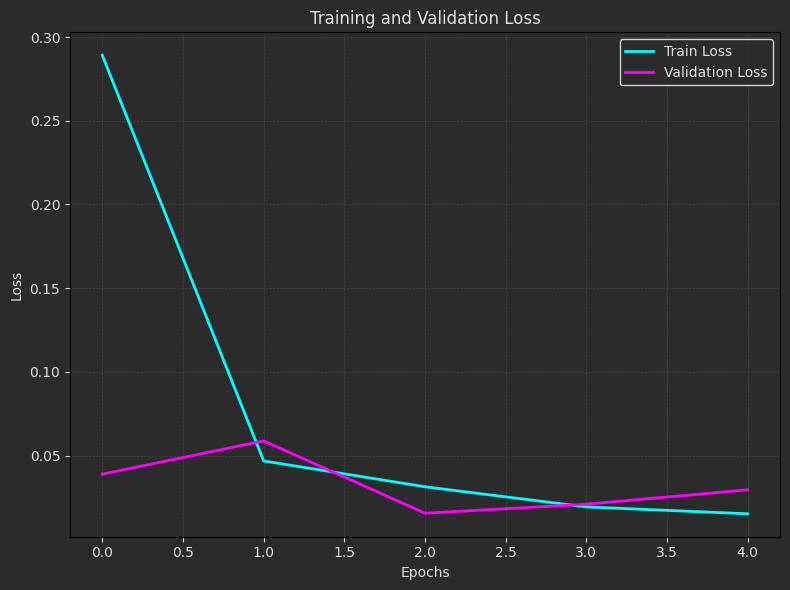 Training and Validation Loss
Train Loss
Validation Loss
0.30
0.25
0.20
0.15
0.10
0.05
Loss
0.0 0.5 1.0 1.5 2.0 2.5 3.0 3.5 4.0
Epochs